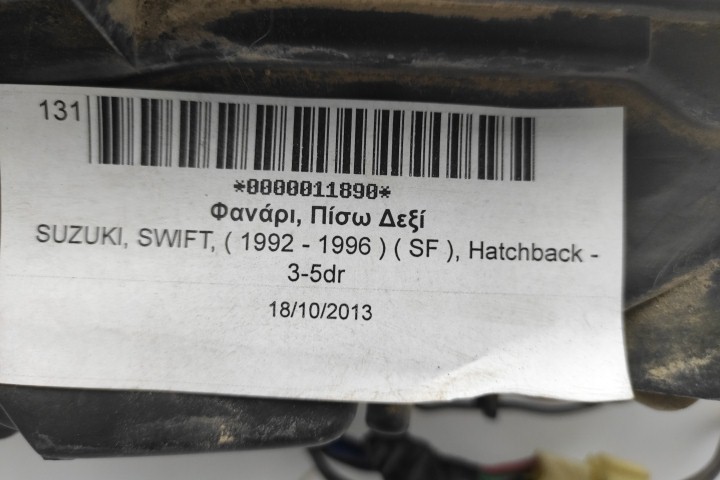 131
*0000011890*
Φανάρι, Πίσω Δεξί
SUZUKI, SWIFT, ( 1992 - 1996 ) ( SF ), Hatchback -
3-5dr
18/10/2013